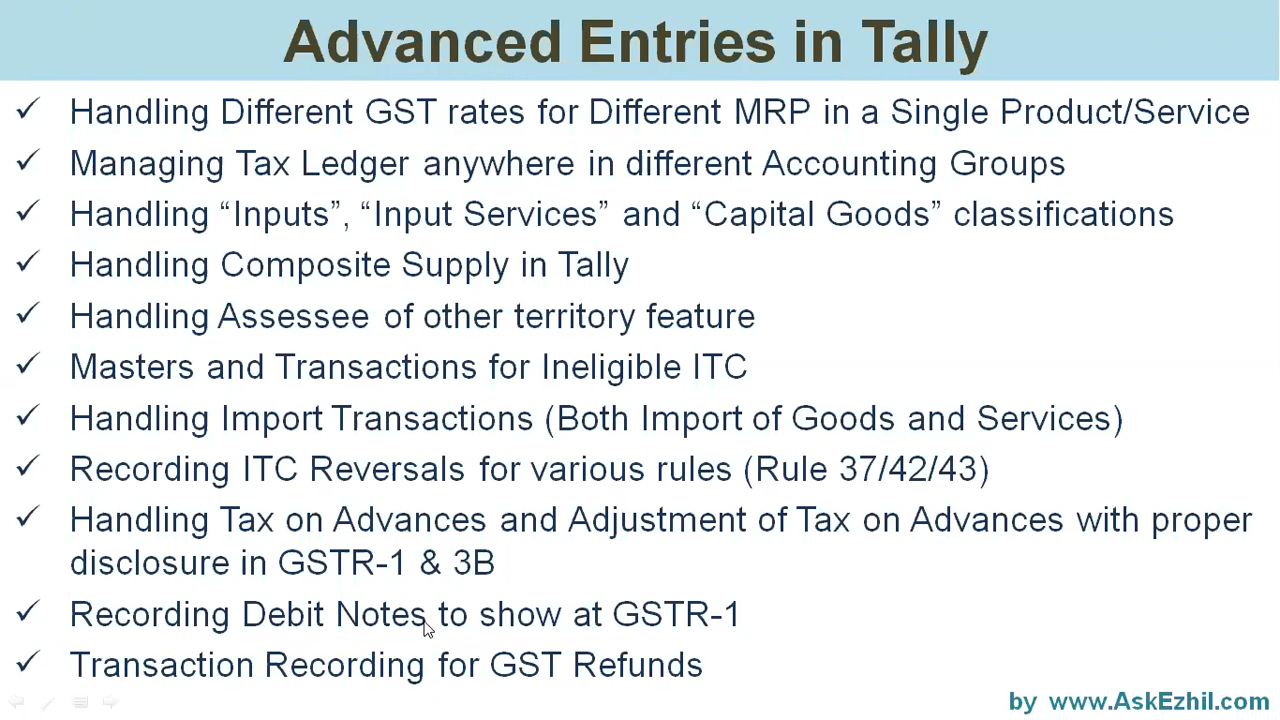 Advanced Entries in Tally
✓ Handling Different GST rates for Different MRP in a Single Product/Service
✓ Managing Tax Ledger anywhere in different Accounting Groups
✓ Handling “Inputs”, “Input Services” and “Capital Goods” classifications
✓ Handling Composite Supply in Tally
✓ Handling Assessee of other territory feature
✓ Masters and Transactions for Ineligible ITC
✓ Handling Import Transactions (Both Import of Goods and Services)
✓ Recording ITC Reversals for various rules (Rule 37/42/43)
✓ Handling Tax on Advances and Adjustment of Tax on Advances with proper
disclosure in GSTR-1 & 3B
✓ Recording Debit Notes to show at GSTR-1
✓ Transaction Recording for GST Refunds
by www.AskEzhil.com